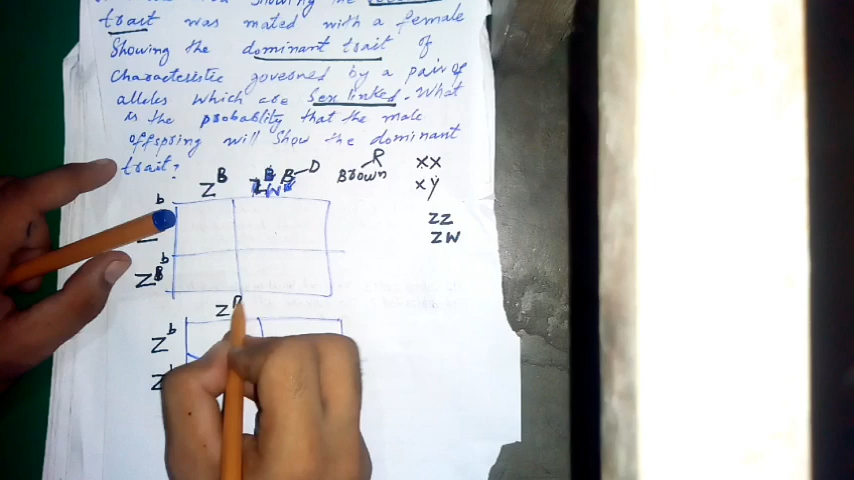 trait was mated with a female
Showing the dominant trait of
characteristic governed by a pair of
alleles which are Sex linked. What
is the probablity that the male
offspring will show the dominant
trait?
Z^B B-D Brown R XX
XY
ZZ
ZW
b
b
Z
Z
Z^b
Z